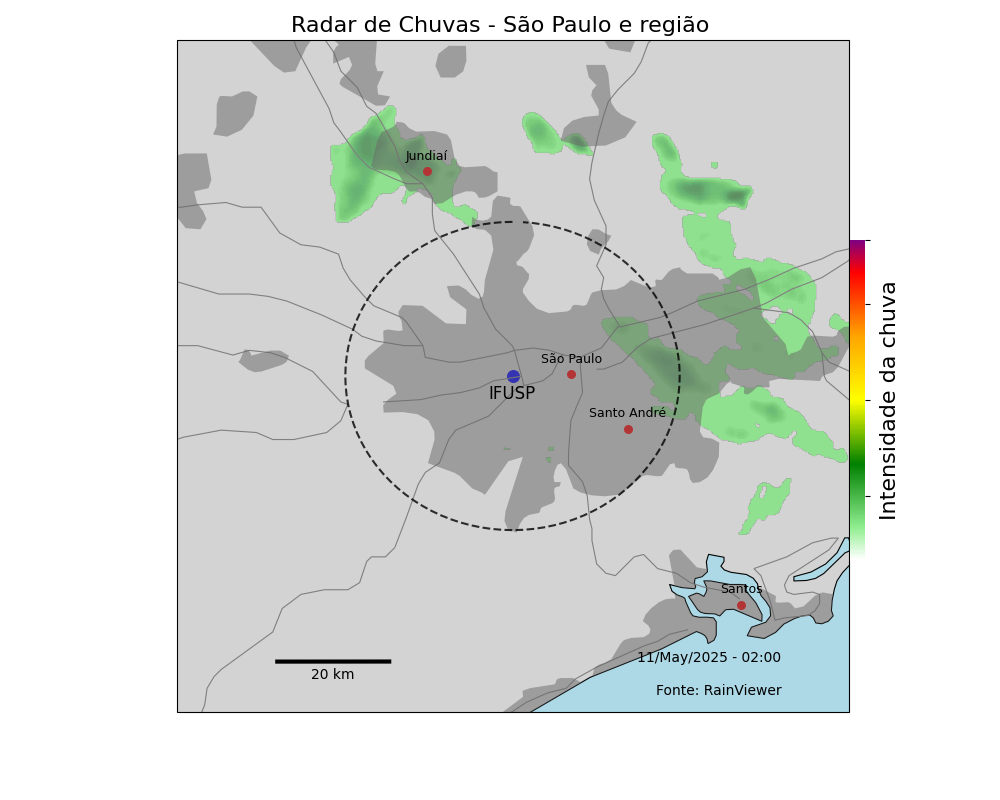 Radar de Chuvas - São Paulo e região
Jundiaí
São Paulo
IFUSP
Santo André
Intensidade da chuva
Santos
11/May/2025 - 02:00
20 km
Fonte: RainViewer